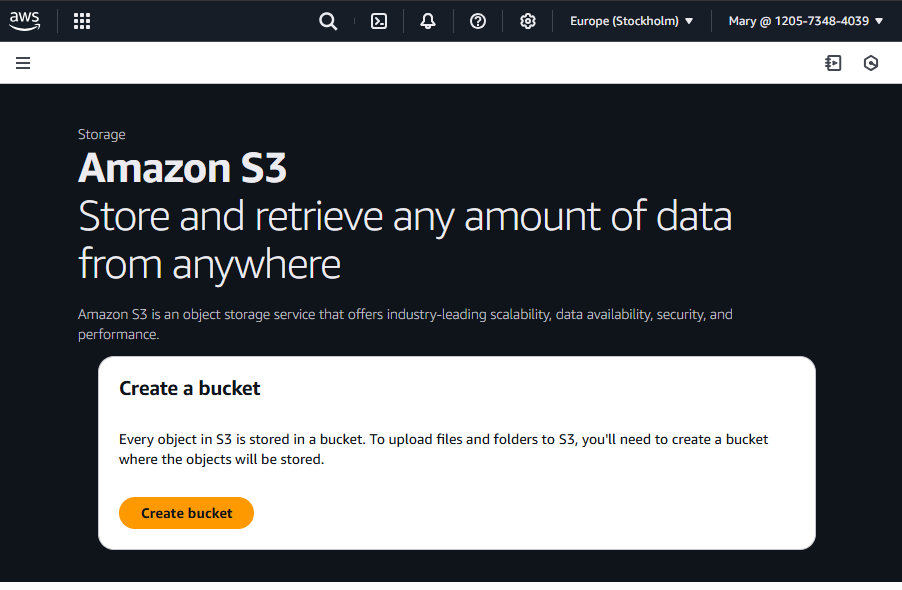 aws
Europe (Stockholm)
Mary @ 1205-7348-4039
Storage
Amazon S3
Store and retrieve any amount of data
from anywhere
Amazon S3 is an object storage service that offers industry-leading scalability, data availability, security, and
performance.
Create a bucket
Every object in S3 is stored in a bucket. To upload files and folders to S3, you'll need to create a bucket
where the objects will be stored.
Create bucket